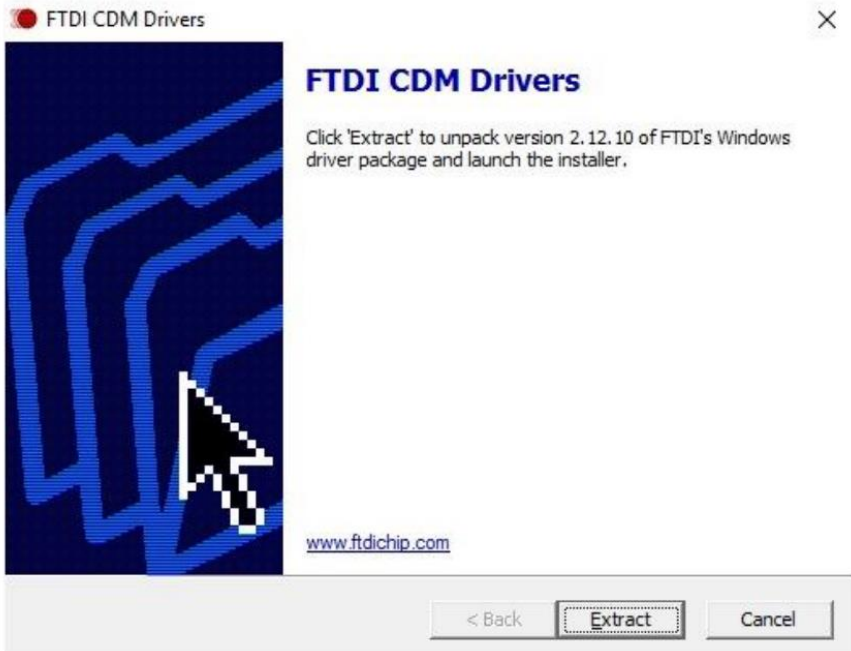 FTDI CDM Drivers
FTDI CDM Drivers
Click 'Extract' to unpack version 2.12.10 of FTDI's Windows
driver package and launch the installer.
www.ftdichip.com
< Back
Extract
Cancel